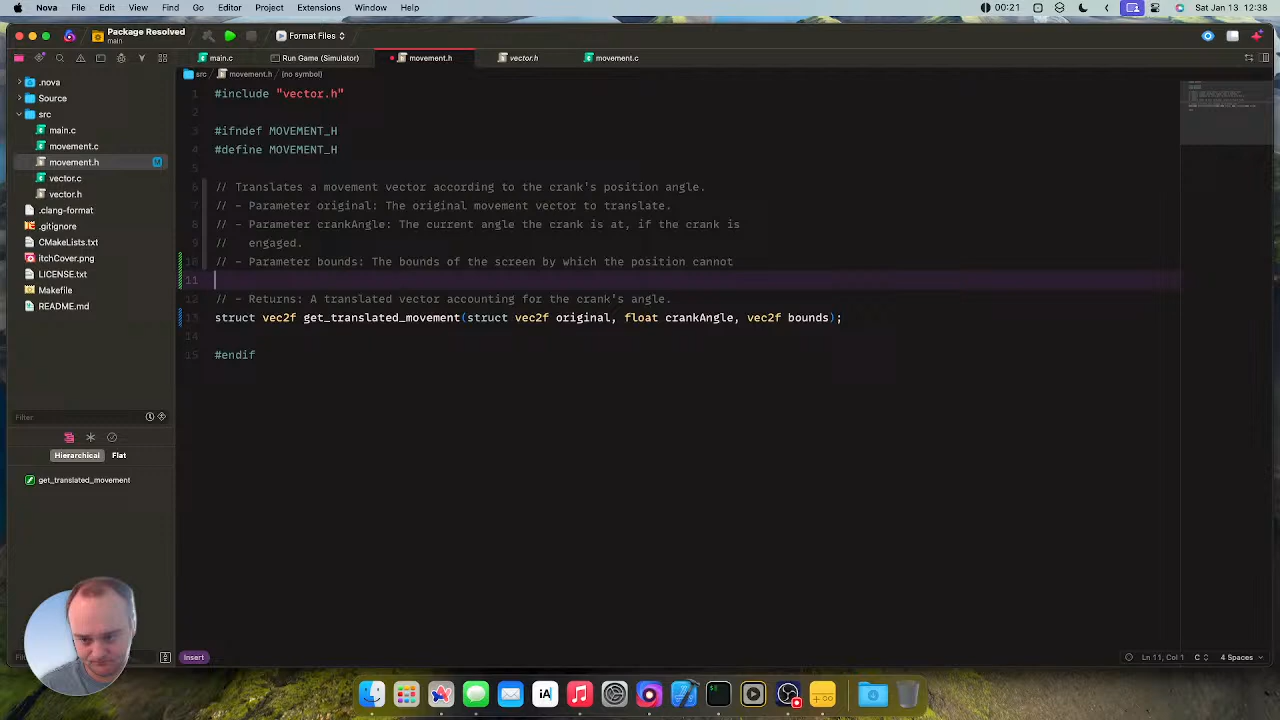 Nova File Edit View Find Go Editor Project Extensions Window Help 00:21 Sat Jan 13 12:38
Package Resolved
main
Format Files
main.c
Run Game (Simulator)
movement.h
vector.h
movement.c
src movement.h (no symbol)
.nova
Source
src
main.c
movement.c
movement.h M
vector.c
vector.h
.clang-format
.gitignore
CMakeLists.txt
itchCover.png
LICENSE.txt
Makefile
README.md
Filter
Hierarchical Flat
get_translated_movement
1 #include "vector.h"
2
3 #ifndef MOVEMENT_H
4 #define MOVEMENT_H
5
6 // Translates a movement vector according to the crank's position angle.
7 // - Parameter original: The original movement vector to translate.
8 // - Parameter crankAngle: The current angle the crank is at, if the crank is
9 //   engaged.
10 // - Parameter bounds: The bounds of the screen by which the position cannot
11
12 // - Returns: A translated vector accounting for the crank's angle.
13 struct vec2f get_translated_movement(struct vec2f original, float crankAngle, vec2f bounds);
14
15 #endif
Insert
Ln 11, Col 1 C 4 Spaces
iA